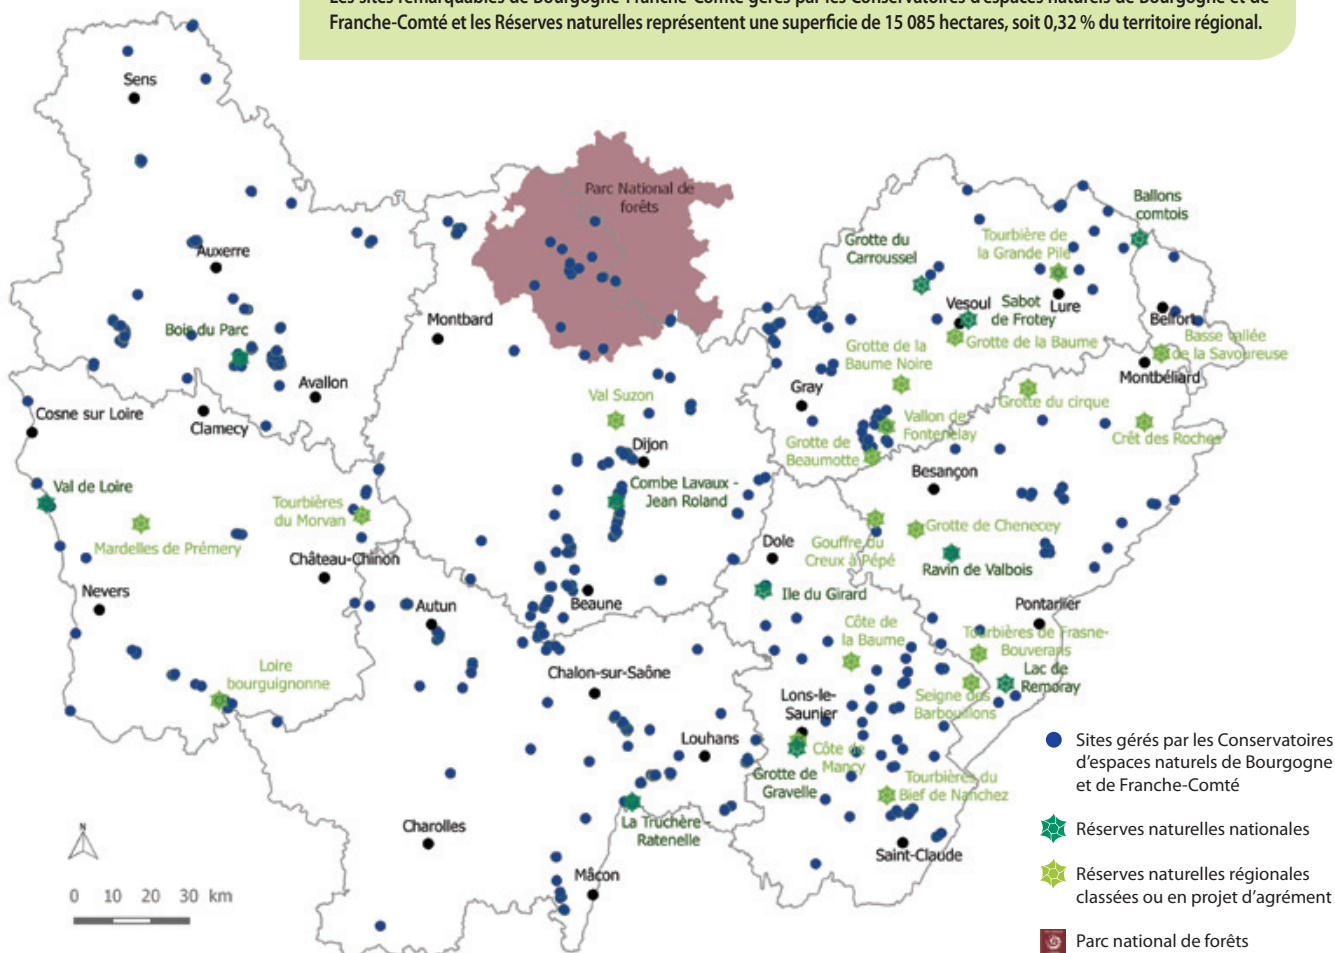 Les sites remarquables de Bourgogne-Franche-Comté gérés par les Conservatoires d'espaces naturels de Bourgogne et de
Franche-Comté et les Réserves naturelles représentent une superficie de 15 085 hectares, soit 0,32 % du territoire régional.
Sens
Parc National de
forêts
Ballons
comtois
Auxerre
Grotte du
Carroussel
Tourbière de
la Grande Pile
Bois du Parc
Montbard
Vesoul
Sabot
de Frotey
Lure
Belfort
Grotte de la Baume
Basse vallée
de la Savoureuse
Grotte de la
Baume Noire
Montbéliard
Avallon
Val Suzon
Gray
Grotte du cirque
Cosne sur Loire
Clamecy
Vallon de
Fontenelay
Crêt des Roches
Dijon
Grotte de
Beaumotte
Besançon
Val de Loire
Combe Lavaux -
Jean Roland
Tourbières
du Morvan
Mardelles de Prémery
Grotte de Chenecey
Château-Chinon
Dole
Gouffre du
Creux à Pépé
Ravin de Valbois
Nevers
Autun
Beaune
Ile du Girard
Pontarlier
Côte de
la Baume
Tourbières de Frasne-
Bouverans
Loire
bourguignonne
Chalon-sur-Saône
Lac de
Remoray
Lons-le-
Saunier
Seigne des
Barbouillons
Louhans
Côte de
Mancy
Grotte de
Gravelle
Tourbières du
Bief de Nanchez
Charolles
La Truchère -
Ratenelle
Saint-Claude
Mâcon
N
0 10 20 30 km
Sites gérés par les Conservatoires
d'espaces naturels de Bourgogne
et de Franche-Comté
Réserves naturelles nationales
Réserves naturelles régionales
classées ou en projet d'agrément
Parc national de forêts